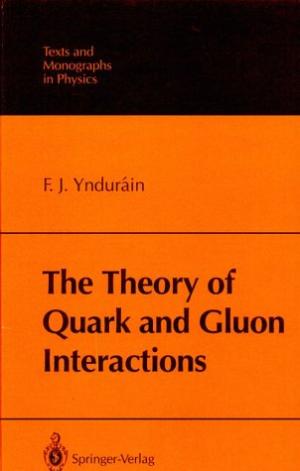 Texts and
Monographs
in Physics
F. J. Ynduráin
The Theory of
Quark and Gluon
Interactions
Springer-Verlag